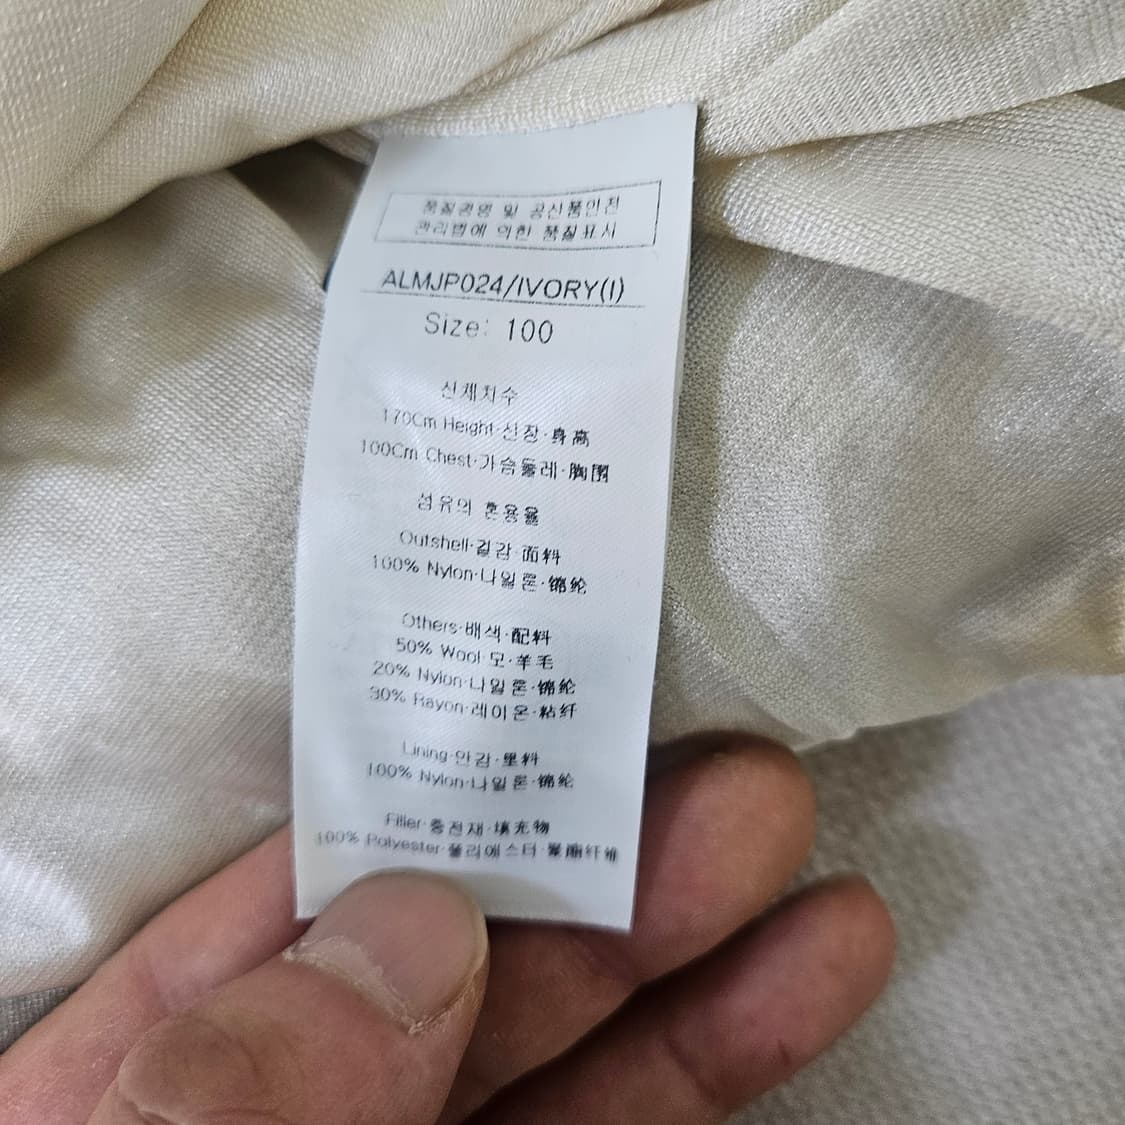 품질경영 및 공산품안전
관리법에 의한 품질표시
ALMJP024/IVORY(I)
Size: 100
신체치수
170Cm Height·신장·身高
100Cm Chest·가슴둘레·胸围
섬유의 혼용율
Outshell·겉감·面料
100% Nylon·나일론·锦纶
Others·배색·配料
50% Wool·모·羊毛
20% Nylon·나일론·锦纶
30% Rayon·레이온·粘纤
Lining·안감·里料
100% Nylon·나일론·锦纶
Filler·충전재·填充物
100% Polyester·폴리에스터·聚酯纤维